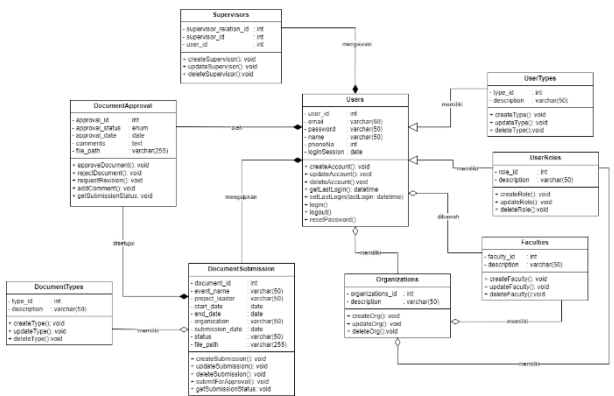 Supervisors
- supervisor_relation_id : int
- supervisor_id : int
- user_id : int
+ createSupervisor(): void
+ updateSupervisor(): void
+ deleteSupervisor():void
mengawasi
UserTypes
- type_id : int
- description : varchar(50)
+ createType(): void
+ updateType(): void
+ deleteType():void
memiliki
DocumentApproval
- approval_id : int
- approval_status : enum
- approval_date : date
- comments : text
- file_path : varchar(255)
+ approveDocument(): void
+ rejectDocument(): void
+ requestRevision(): void
+ addComment(): void
+ getSubmissionStatus: void
oleh
Users
- user_id : int
- email : varchar(60)
- password : varchar(50)
- name : varchar(50)
- phoneNo : int
- loginSession : date
+ createAccount(): void
+ updateAccount(): void
+ deleteAccount():void
+ getLastLogin(): datetime
+ setLastLogin(lastLogin: datetime)
+ login()
+ logout()
+ resetPassword()
UserRoles
- role_id : int
- description : varchar(50)
+ createRole(): void
+ updateRole(): void
+ deleteRole():void
memiliki
mengajukan
dibawah
Faculties
- faculty_id : int
- description : varchar(50)
+ createFaculty(): void
+ updateFaculty(): void
+ deleteFaculty():void
disetujui
memiliki
DocumentSubmission
- document_id : int
- event_name : varchar(50)
- project_leader : varchar(60)
- start_date : date
- end_date : date
- organization : varchar(50)
- submission_date : date
- status : varchar(50)
- file_path : varchar(255)
+ createSubmission(): void
+ updateSubmission(): void
+ deleteSubmission(): void
+ submitForApproval(): void
+ getSubmissionStatus(): void
Organizations
- organizations_id : int
- description : varchar(50)
+ createOrg(): void
+ updateOrg(): void
+ deleteOrg():void
memiliki
memiliki
DocumentTypes
- type_id : int
- description : varchar(50)
+ createType(): void
+ updateType(): void
+ deleteType():void
memiliki